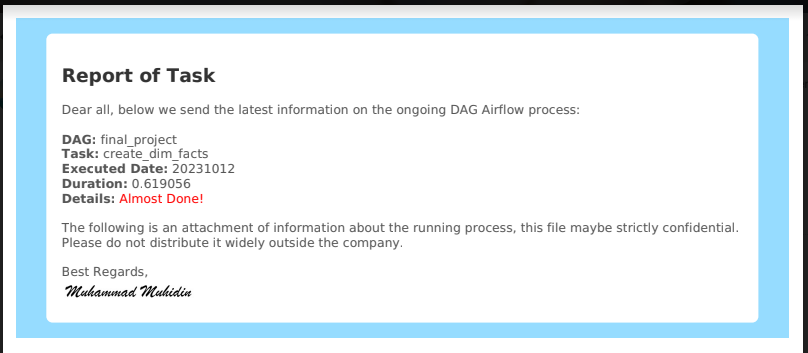 Report of Task
Dear all, below we send the latest information on the ongoing DAG Airflow process:
DAG: final_project
Task: create_dim_facts
Executed Date: 20231012
Duration: 0.619056
Details: Almost Done!
The following is an attachment of information about the running process, this file maybe strictly confidential.
Please do not distribute it widely outside the company.
Best Regards,
Muhammad Muhidin